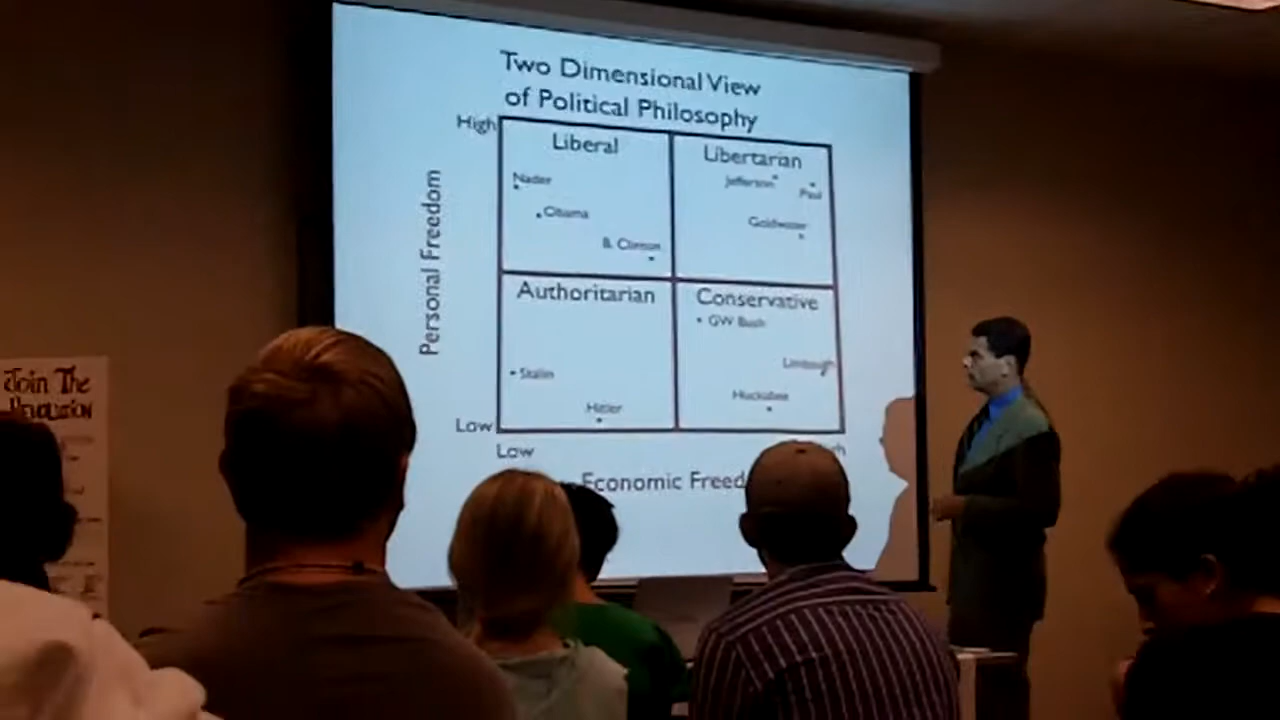 Two Dimensional View
of Political Philosophy
High
Liberal
Libertarian
Nader
Jefferson
Paul
Obama
Goldwater
B. Clinton
Personal Freedom
Authoritarian
Conservative
GW Bush
Limbaugh
Stalin
Huckabee
Hitler
Low
Low
Economic Freed
Join The
Revolution